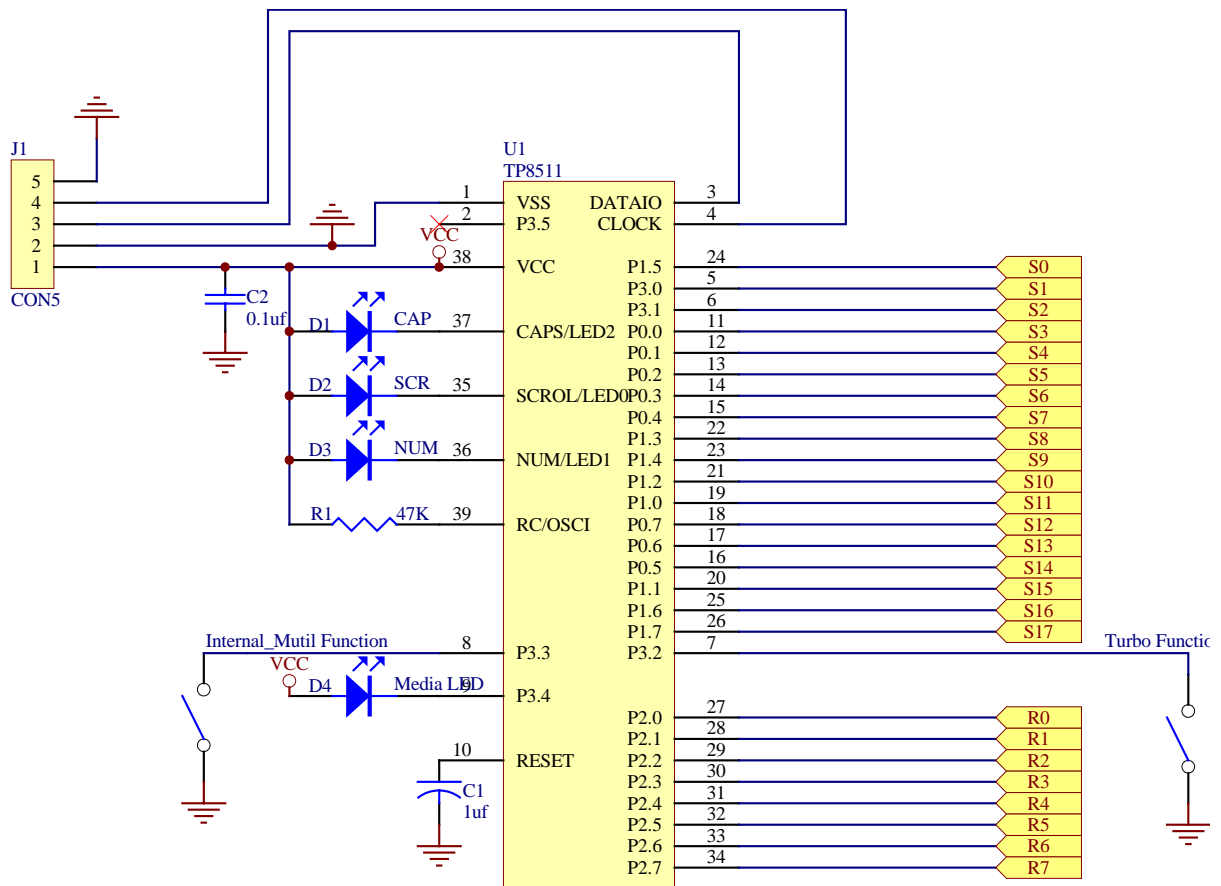 J1
5
4
3
2
1
CON5
U1
TP8511
1 VSS
2 P3.5
VCC
38 VCC
C2
0.1uf
D1 CAP 37 CAPS/LED2
D2 SCR 35 SCROL/LED0
D3 NUM 36 NUM/LED1
R1 47K 39 RC/OSCI
Internal_Mutil Function 8 P3.3
VCC
D4 Media LED 9 P3.4
10 RESET
C1
1uf
DATAIO 3
CLOCK 4
P1.5 24 S0
P3.0 5 S1
P3.1 6 S2
P0.0 11 S3
P0.1 12 S4
P0.2 13 S5
P0.3 14 S6
P0.4 15 S7
P1.3 22 S8
P1.4 23 S9
P1.2 21 S10
P1.0 19 S11
P0.7 18 S12
P0.6 17 S13
P0.5 16 S14
P1.1 20 S15
P1.6 25 S16
P1.7 26 S17
P3.2 7 Turbo Functio
P2.0 27 R0
P2.1 28 R1
P2.2 29 R2
P2.3 30 R3
P2.4 31 R4
P2.5 32 R5
P2.6 33 R6
P2.7 34 R7